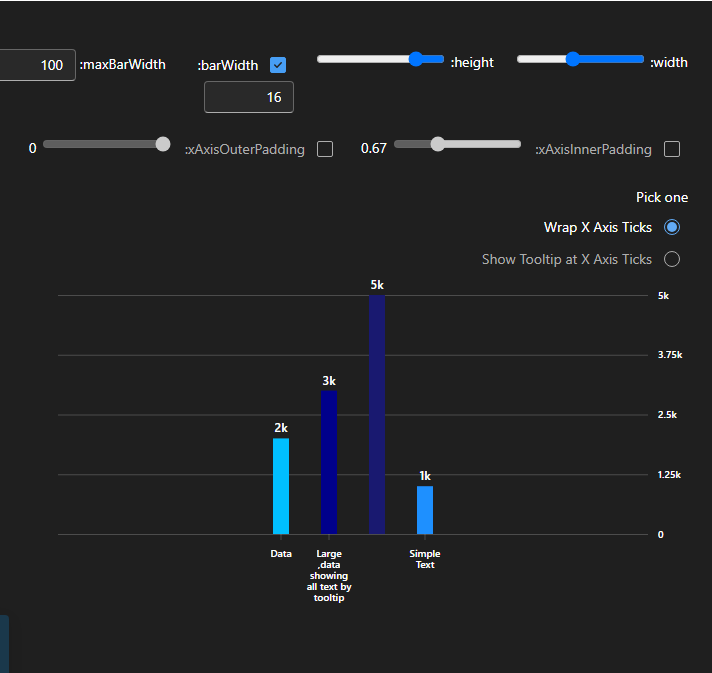 100 :maxBarWidth
:barWidth
:height
:width
16
0
:xAxisOuterPadding
0.67
:xAxisInnerPadding
Pick one
Wrap X Axis Ticks
Show Tooltip at X Axis Ticks
5k
5k
3.75k
3k
2k
2.5k
1k
1.25k
0
Data
Large
,data
showing
all text by
tooltip
Simple
Text